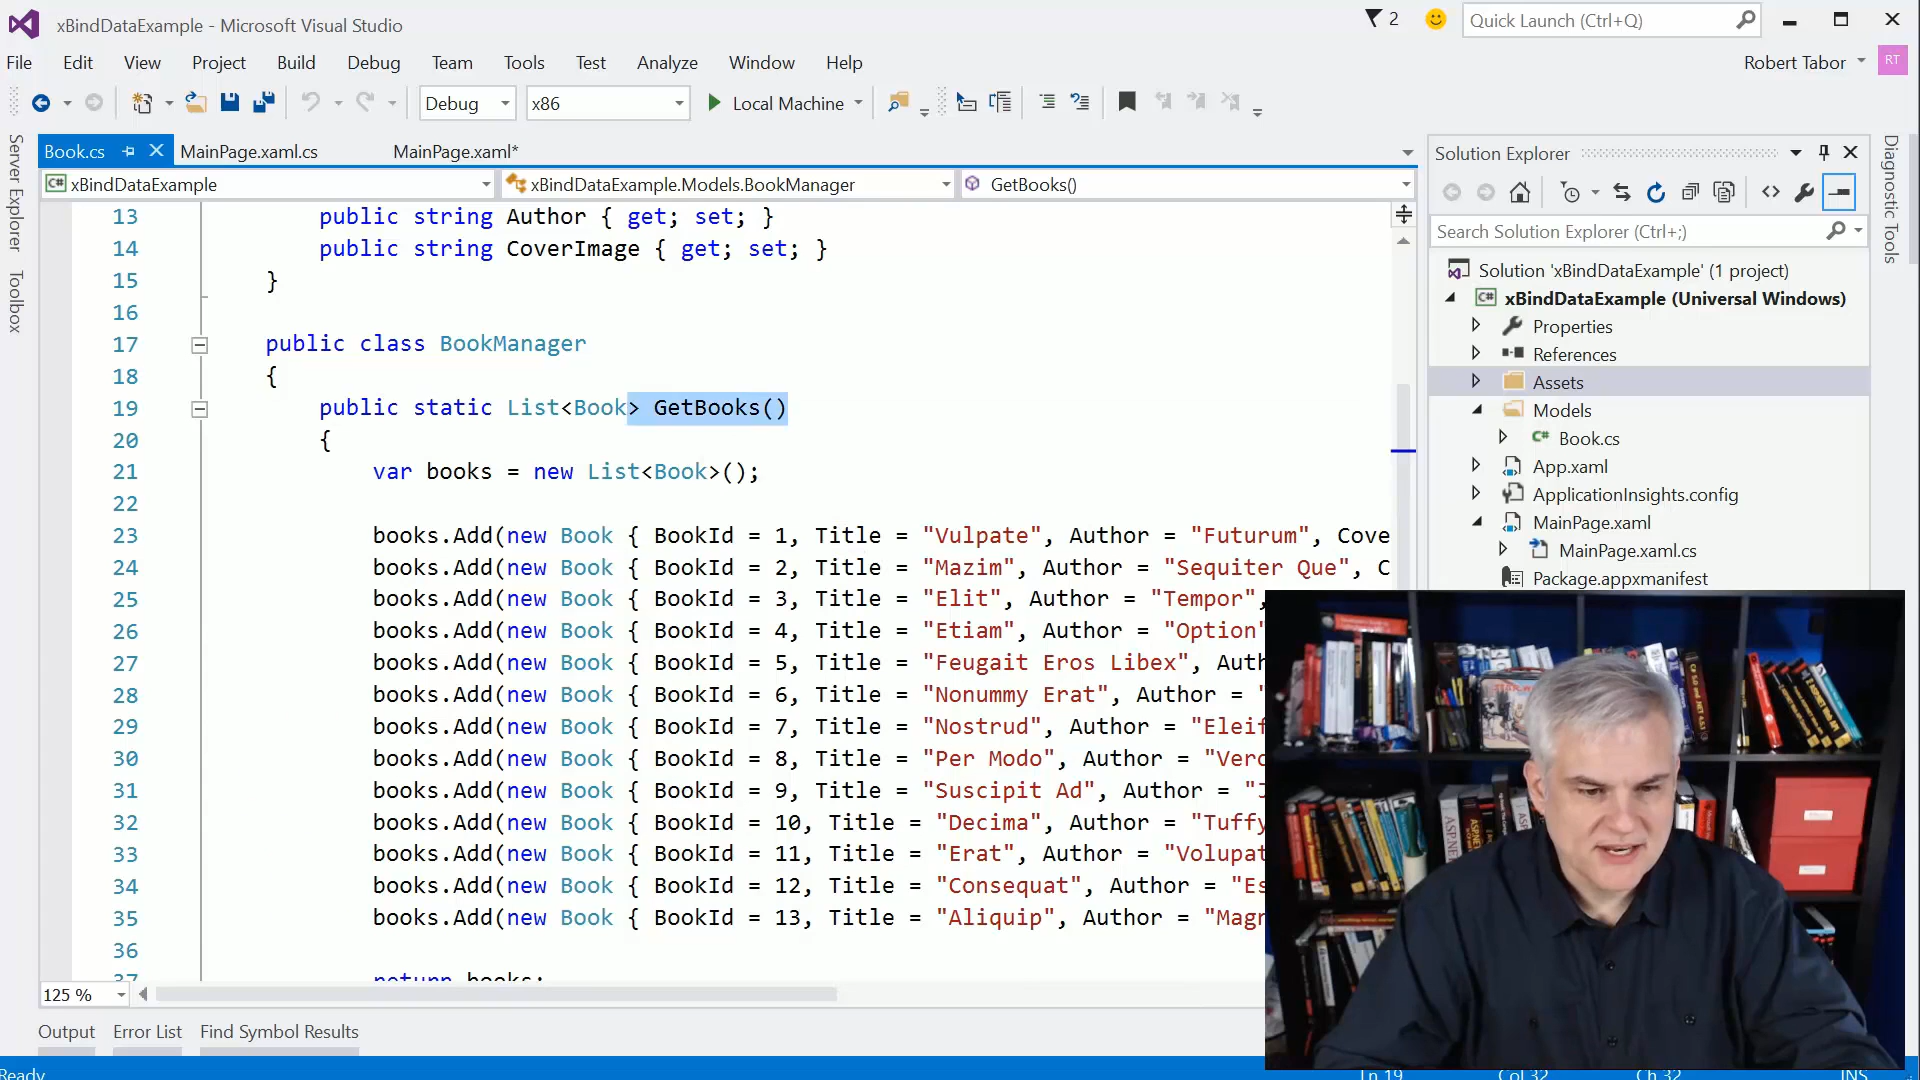 xBindDataExample - Microsoft Visual Studio
2
Quick Launch (Ctrl+Q)
File Edit View Project Build Debug Team Tools Test Analyze Window Help
Robert Tabor RT
Debug x86 Local Machine
Server Explorer
Toolbox
Book.cs MainPage.xaml.cs MainPage.xaml*
xBindDataExample xBindDataExample.Models.BookManager GetBooks()
13 public string Author { get; set; }
14 public string CoverImage { get; set; }
15 }
16
17 public class BookManager
18 {
19 public static List<Book> GetBooks()
20 {
21 var books = new List<Book>();
22
23 books.Add(new Book { BookId = 1, Title = "Vulpate", Author = "Futurum", Cove
24 books.Add(new Book { BookId = 2, Title = "Mazim", Author = "Sequiter Que", C
25 books.Add(new Book { BookId = 3, Title = "Elit", Author = "Tempor",
26 books.Add(new Book { BookId = 4, Title = "Etiam", Author = "Option"
27 books.Add(new Book { BookId = 5, Title = "Feugait Eros Libex", Auth
28 books.Add(new Book { BookId = 6, Title = "Nonummy Erat", Author = "
29 books.Add(new Book { BookId = 7, Title = "Nostrud", Author = "Eleif
30 books.Add(new Book { BookId = 8, Title = "Per Modo", Author = "Verc
31 books.Add(new Book { BookId = 9, Title = "Suscipit Ad", Author = "J
32 books.Add(new Book { BookId = 10, Title = "Decima", Author = "Tuffy
33 books.Add(new Book { BookId = 11, Title = "Erat", Author = "Volupat
34 books.Add(new Book { BookId = 12, Title = "Consequat", Author = "Es
35 books.Add(new Book { BookId = 13, Title = "Aliquip", Author = "Magn
36
37 return books;
125 %
Output Error List Find Symbol Results
Ready
Ln 19 Col 32 Ch 32 INS
Solution Explorer
Search Solution Explorer (Ctrl+;)
Solution 'xBindDataExample' (1 project)
xBindDataExample (Universal Windows)
Properties
References
Assets
Models
Book.cs
App.xaml
ApplicationInsights.config
MainPage.xaml
MainPage.xaml.cs
Package.appxmanifest
Diagnostic Tools